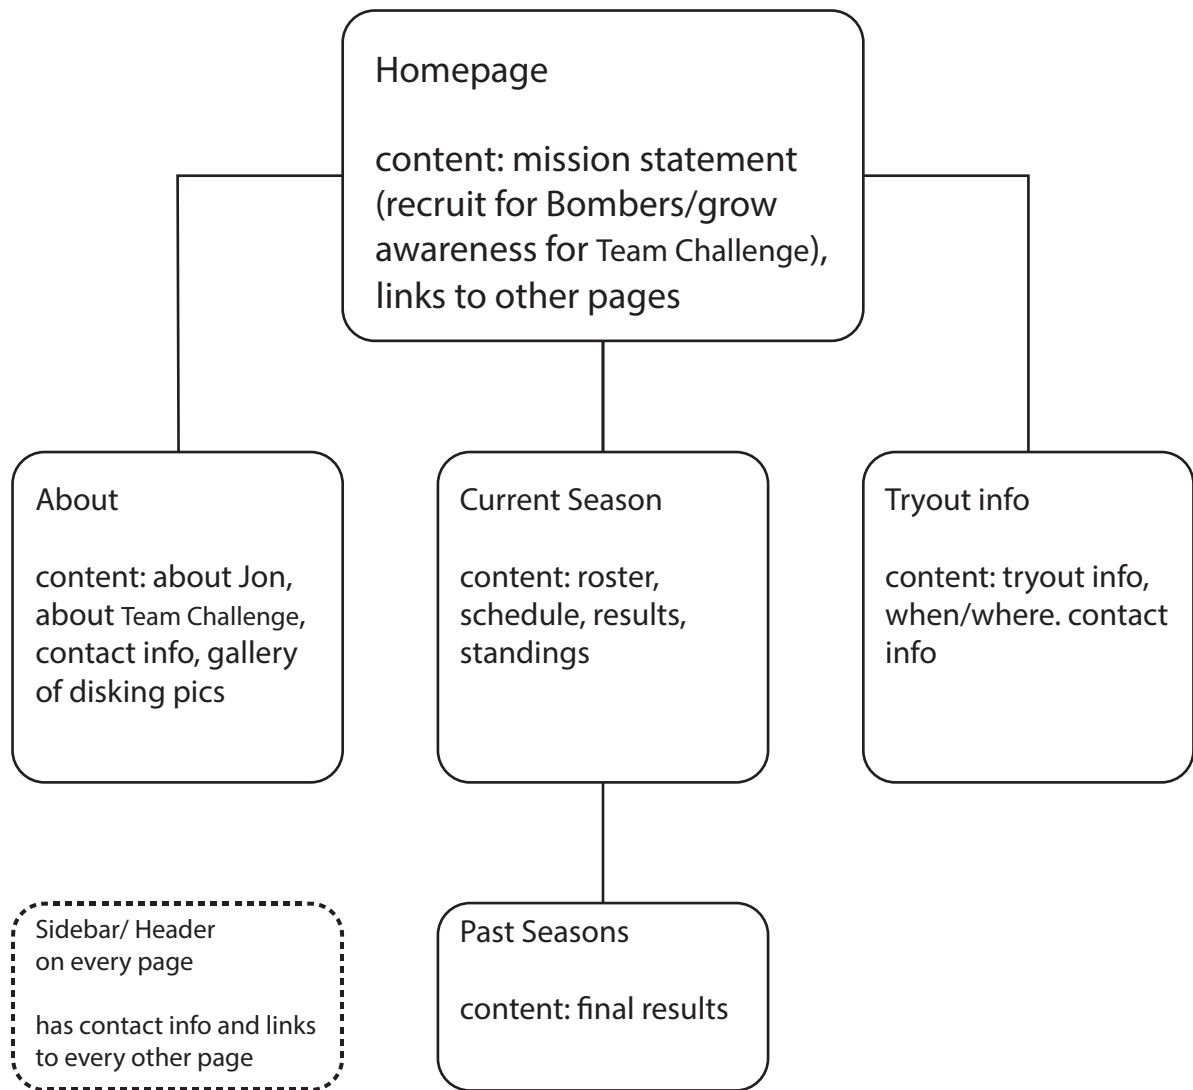 Homepage
content: mission statement
(recruit for Bombers/grow
awareness for Team Challenge),
links to other pages
About
content: about Jon,
about Team Challenge,
contact info, gallery
of disking pics
Current Season
content: roster,
schedule, results,
standings
Tryout info
content: tryout info,
when/where. contact
info
Sidebar/ Header
on every page
has contact info and links
to every other page
Past Seasons
content: final results